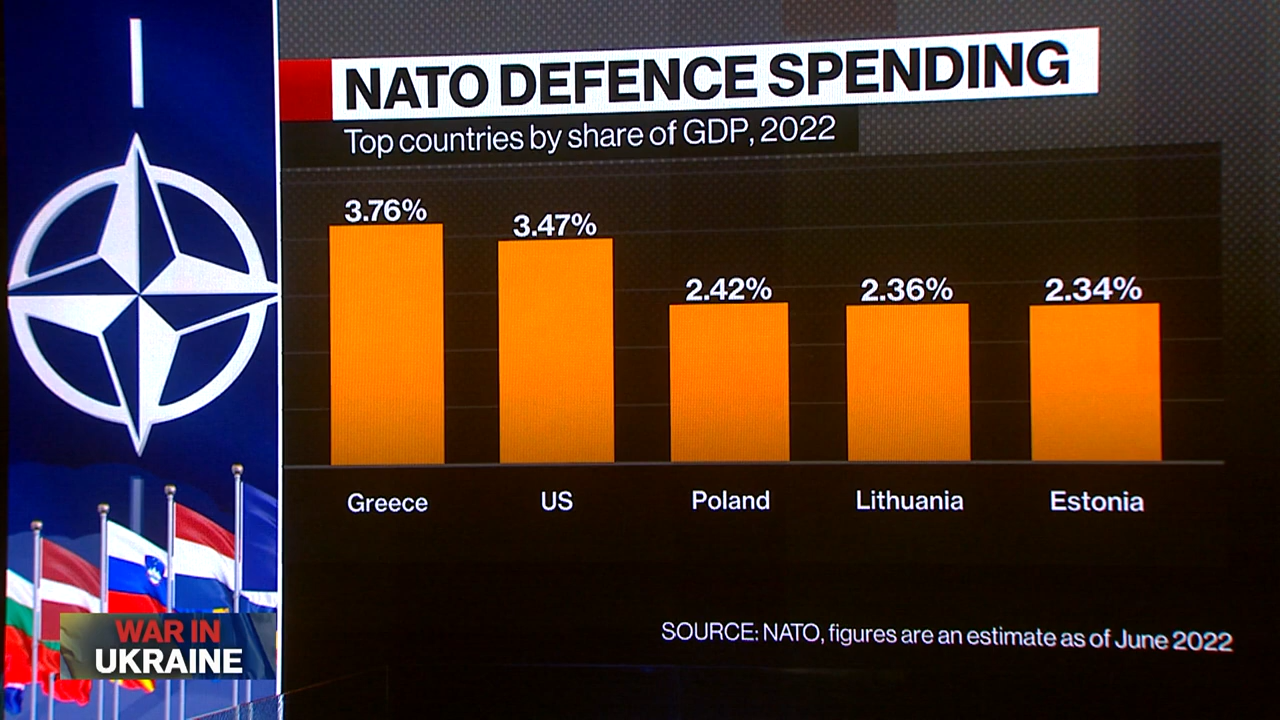 NATO DEFENCE SPENDING
Top countries by share of GDP, 2022
3.76%
3.47%
2.42%
2.36%
2.34%
Greece
US
Poland
Lithuania
Estonia
SOURCE: NATO, figures are an estimate as of June 2022
WAR IN
UKRAINE